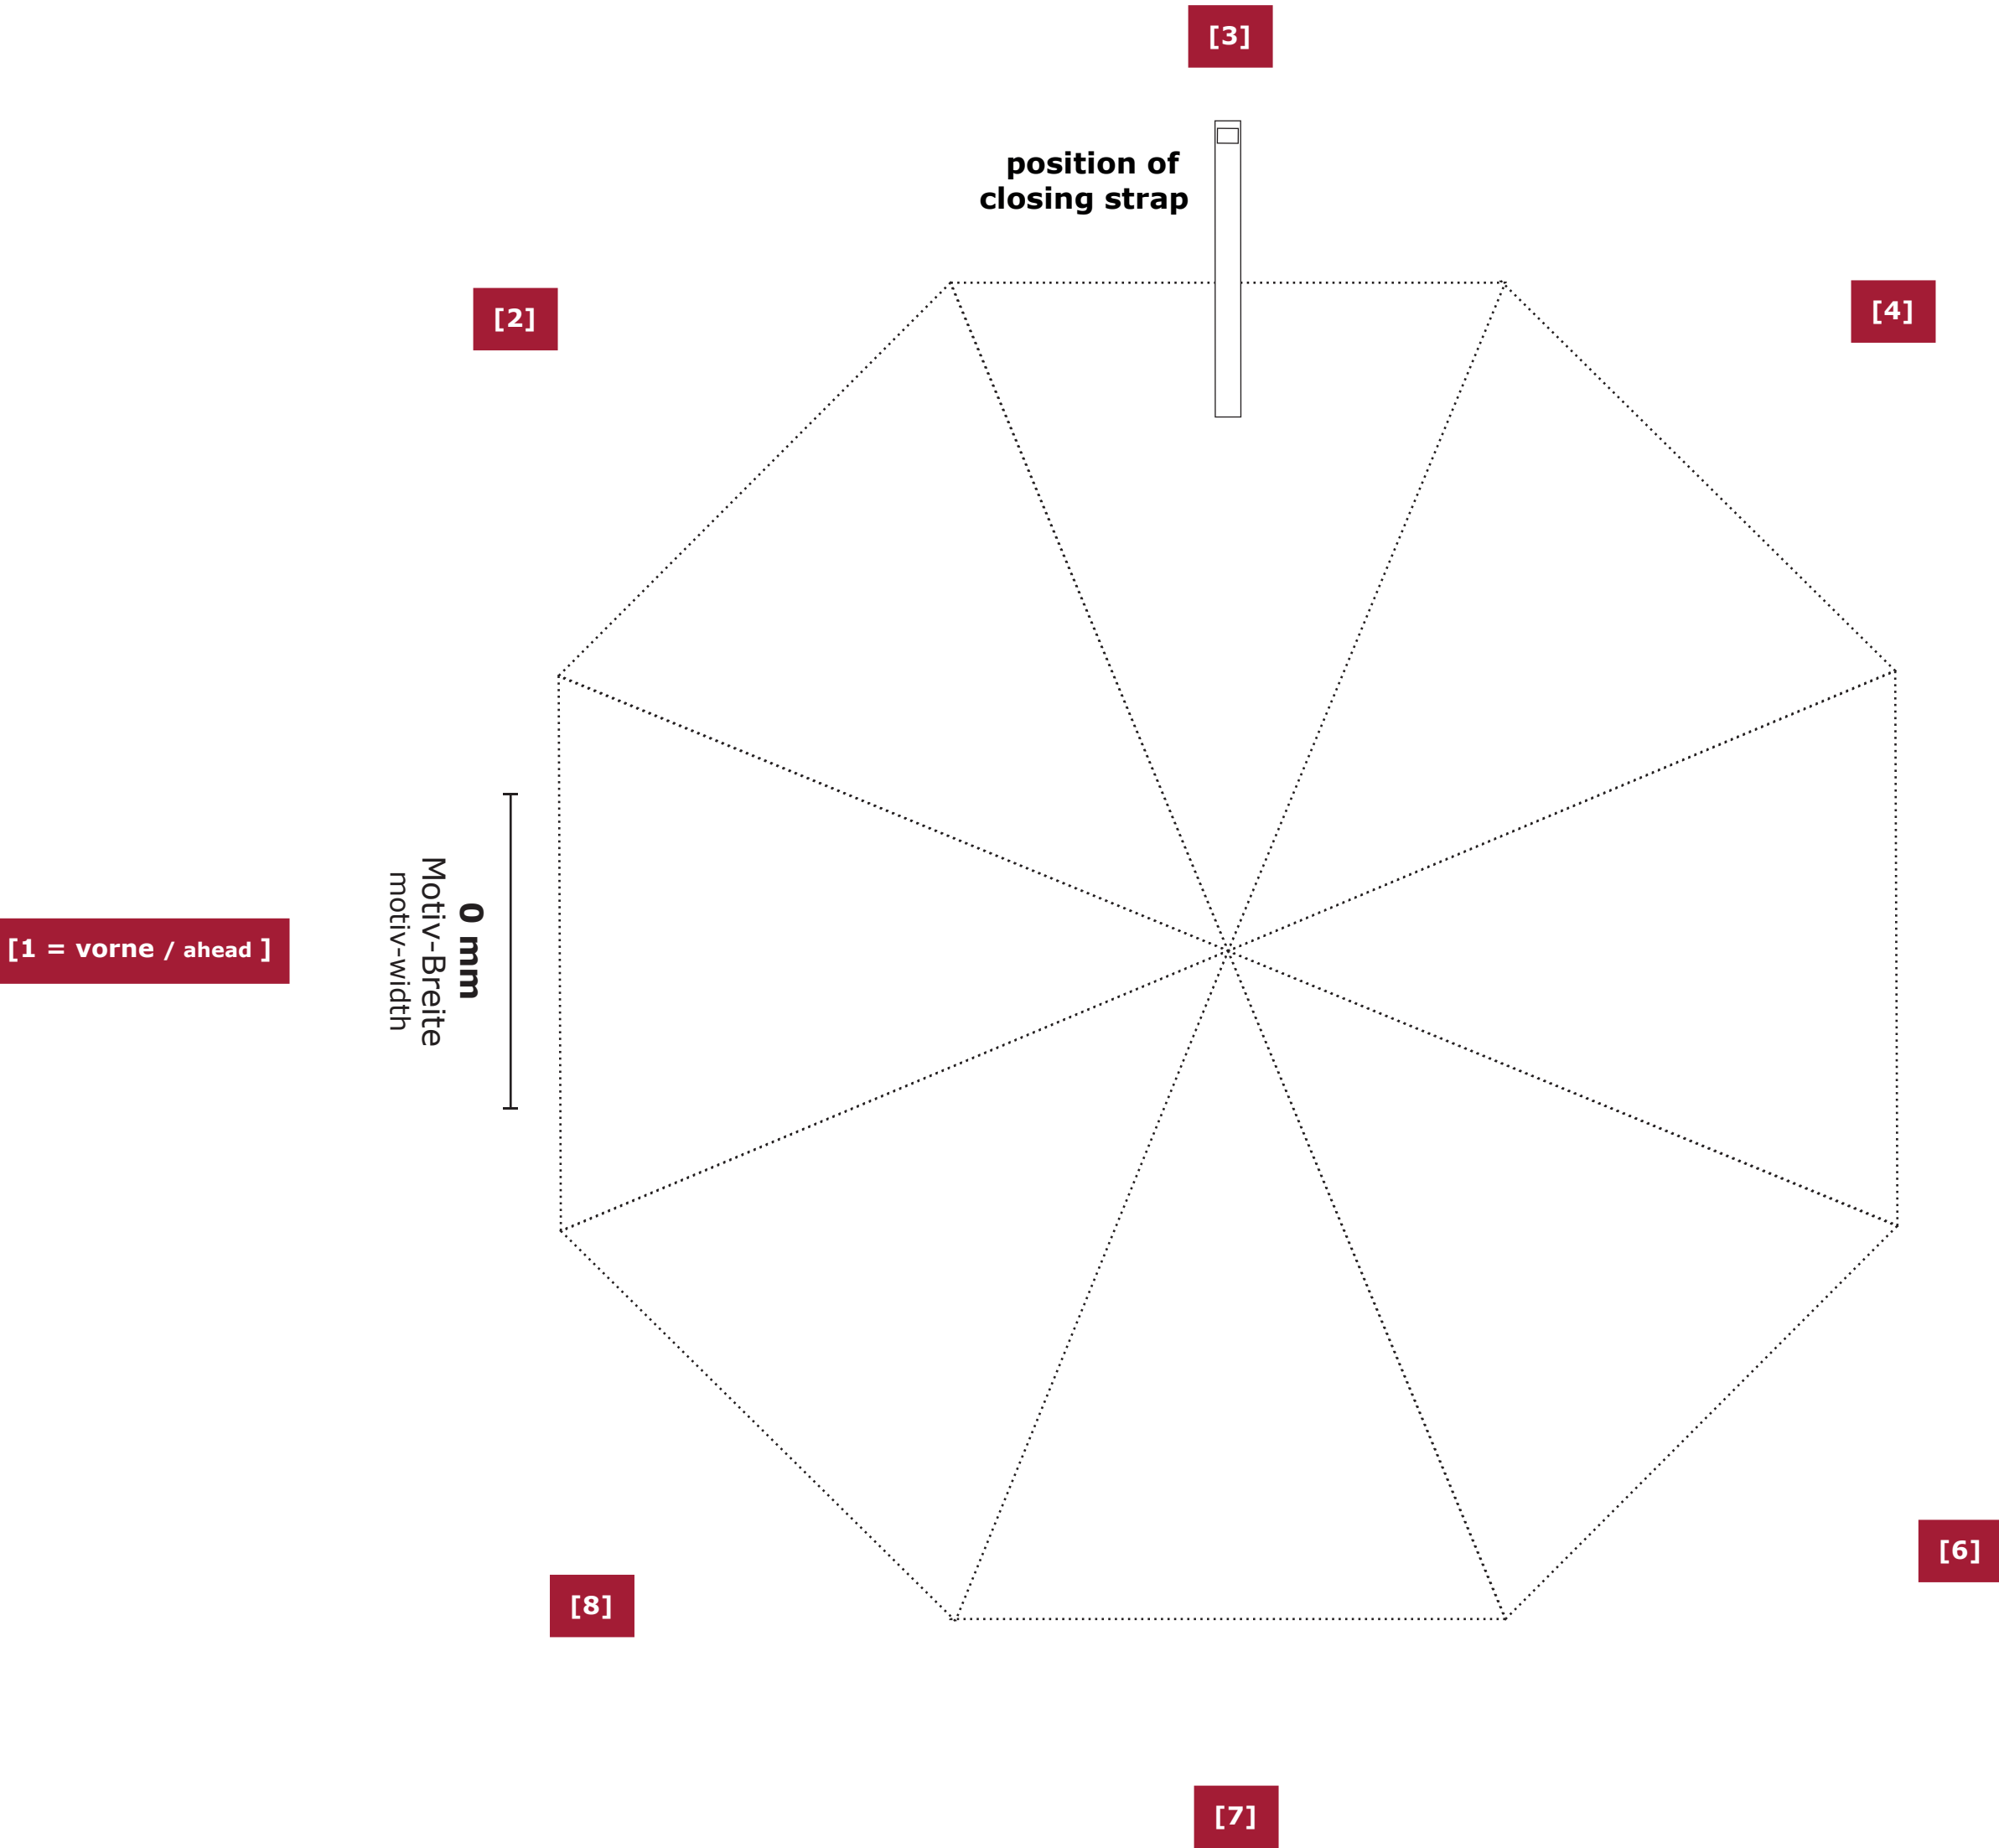 [3]
position of
closing strap
[2]
[4]
0 mm
Motiv-Breite
motiv-width
[1 = vorne / ahead ]
[6]
[8]
[7]